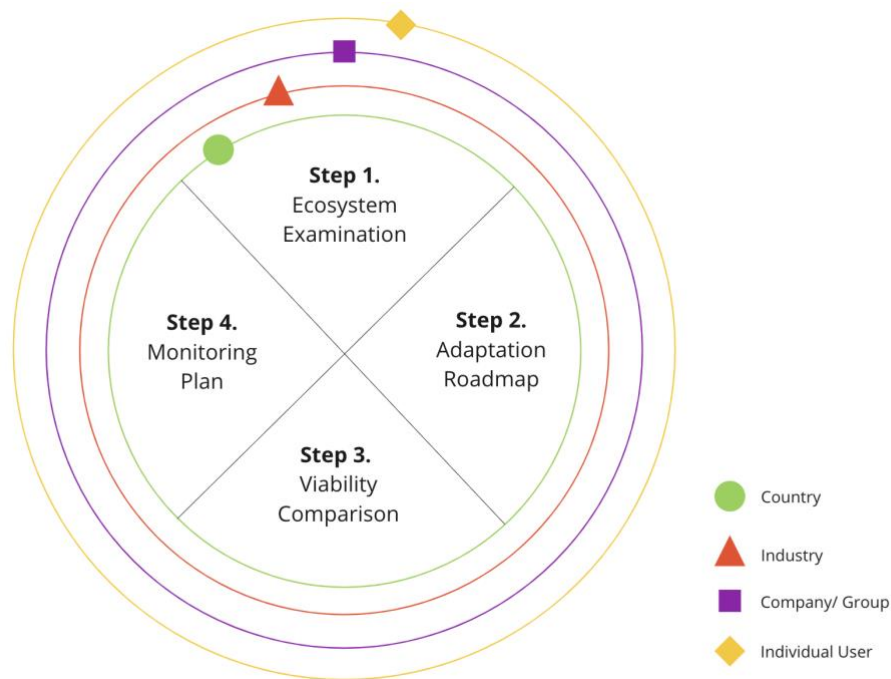 Step 1.
Ecosystem
Examination
Step 2.
Adaptation
Roadmap
Step 3.
Viability
Comparison
Step 4.
Monitoring
Plan
Country
Industry
Company/ Group
Individual User